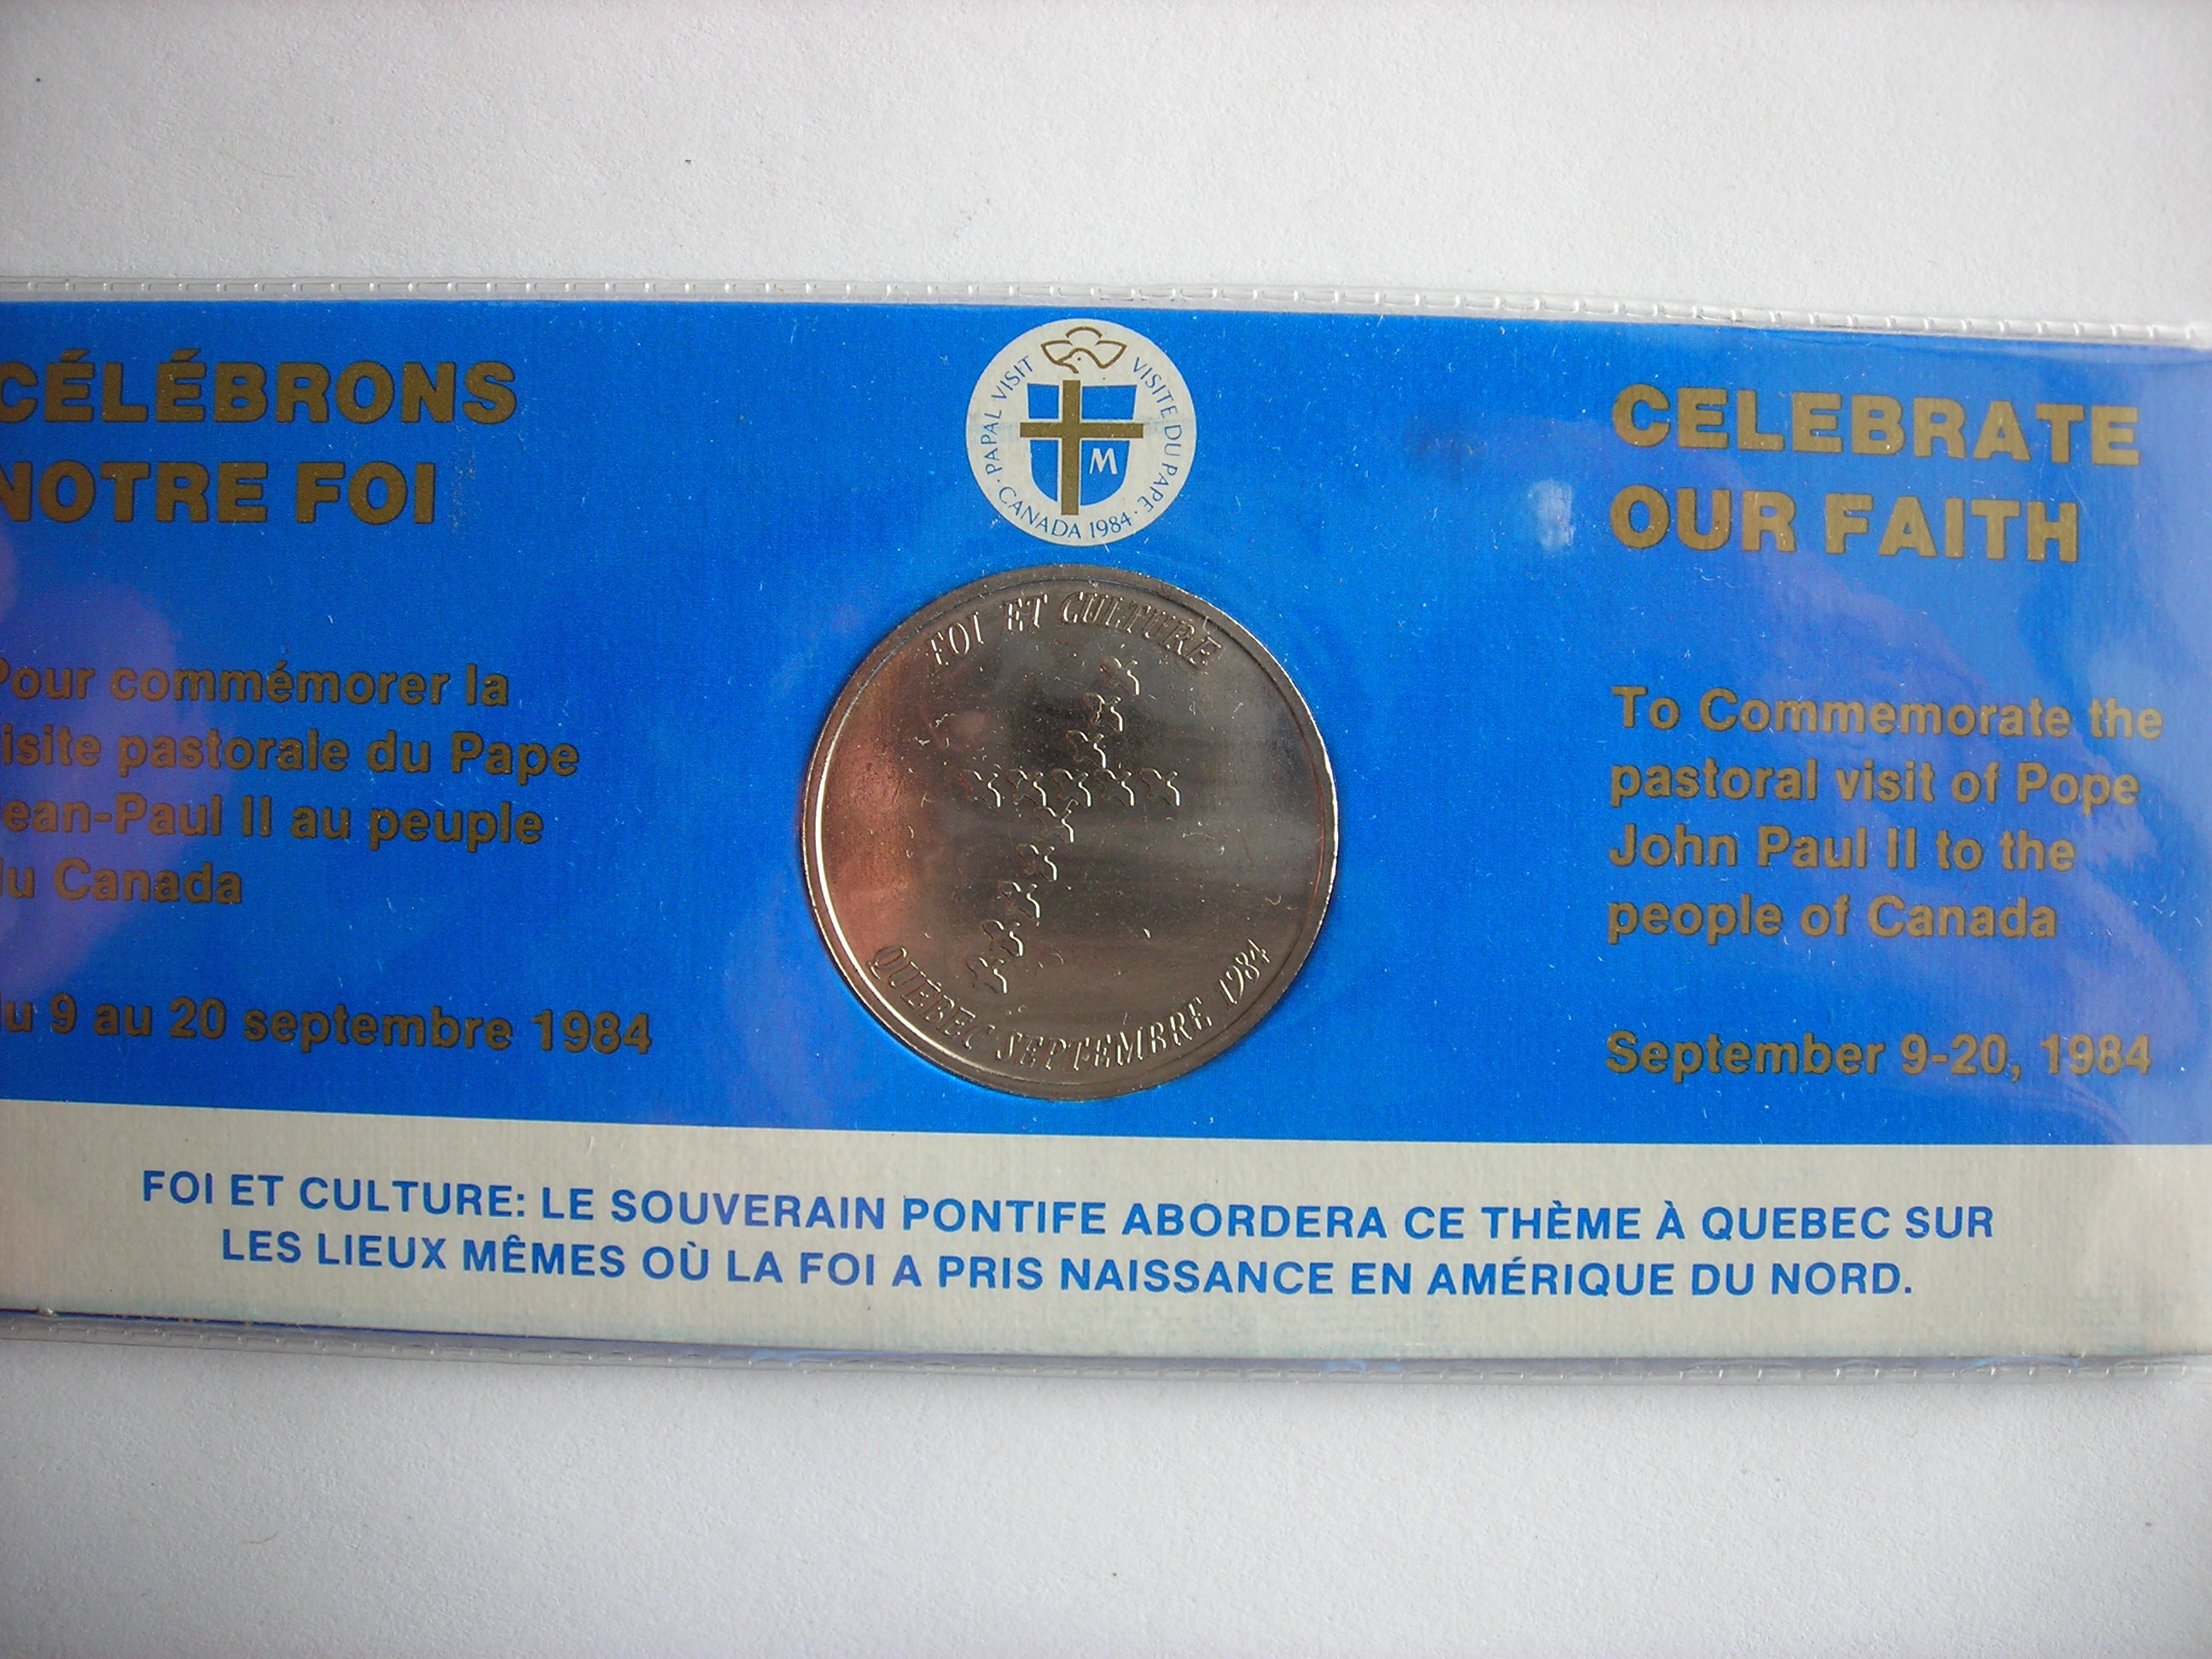 CÉLÉBRONS
NOTRE FOI
Pour commémorer la
isite pastorale du Pape
ean-Paul II au peuple
du Canada
du 9 au 20 septembre 1984
PAPAL VISIT · CANADA 1984 · VISITE DU PAPE
M
FOI ET CULTURE
QUÉBEC SEPTEMBRE 1984
CELEBRATE
OUR FAITH
To Commemorate the
pastoral visit of Pope
John Paul II to the
people of Canada
September 9-20, 1984
FOI ET CULTURE: LE SOUVERAIN PONTIFE ABORDERA CE THÈME À QUEBEC SUR
LES LIEUX MÊMES OÙ LA FOI A PRIS NAISSANCE EN AMÉRIQUE DU NORD.